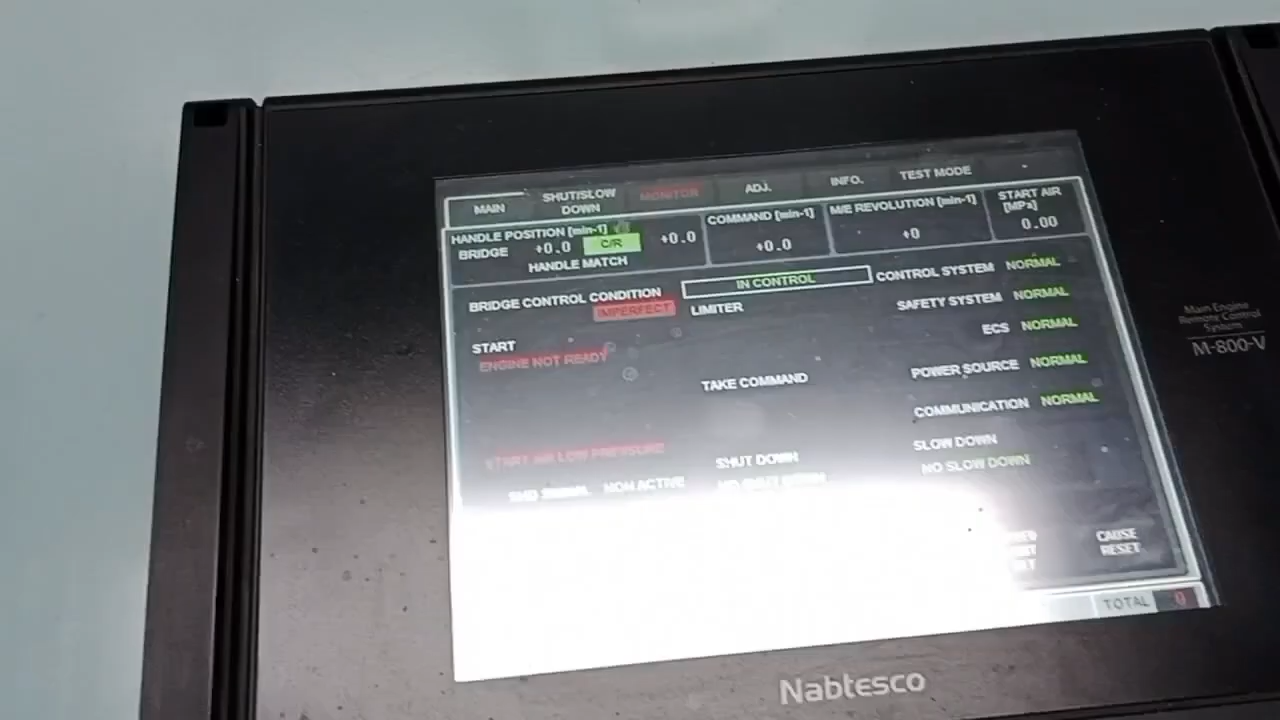 MAIN SHUT/SLOW DOWN MONITOR ADJ. INFO. TEST MODE
HANDLE POSITION [min-1]
BRIDGE +0.0 C/R +0.0
HANDLE MATCH
COMMAND [min-1]
+0.0
M/E REVOLUTION [min-1]
+0
START AIR
[MPa]
0.00
BRIDGE CONTROL CONDITION
IMPERFECT
START
ENGINE NOT READY
START AIR LOW PRESSURE
NON ACTIVE
IN CONTROL
LIMITER
TAKE COMMAND
SHUT DOWN
NO SHUT DOWN
CONTROL SYSTEM NORMAL
SAFETY SYSTEM NORMAL
ECS NORMAL
POWER SOURCE NORMAL
COMMUNICATION NORMAL
SLOW DOWN
NO SLOW DOWN
CAUSE
RESET
TOTAL 0
Main Engine
Remote Control
System
M-800-V
Nabtesco